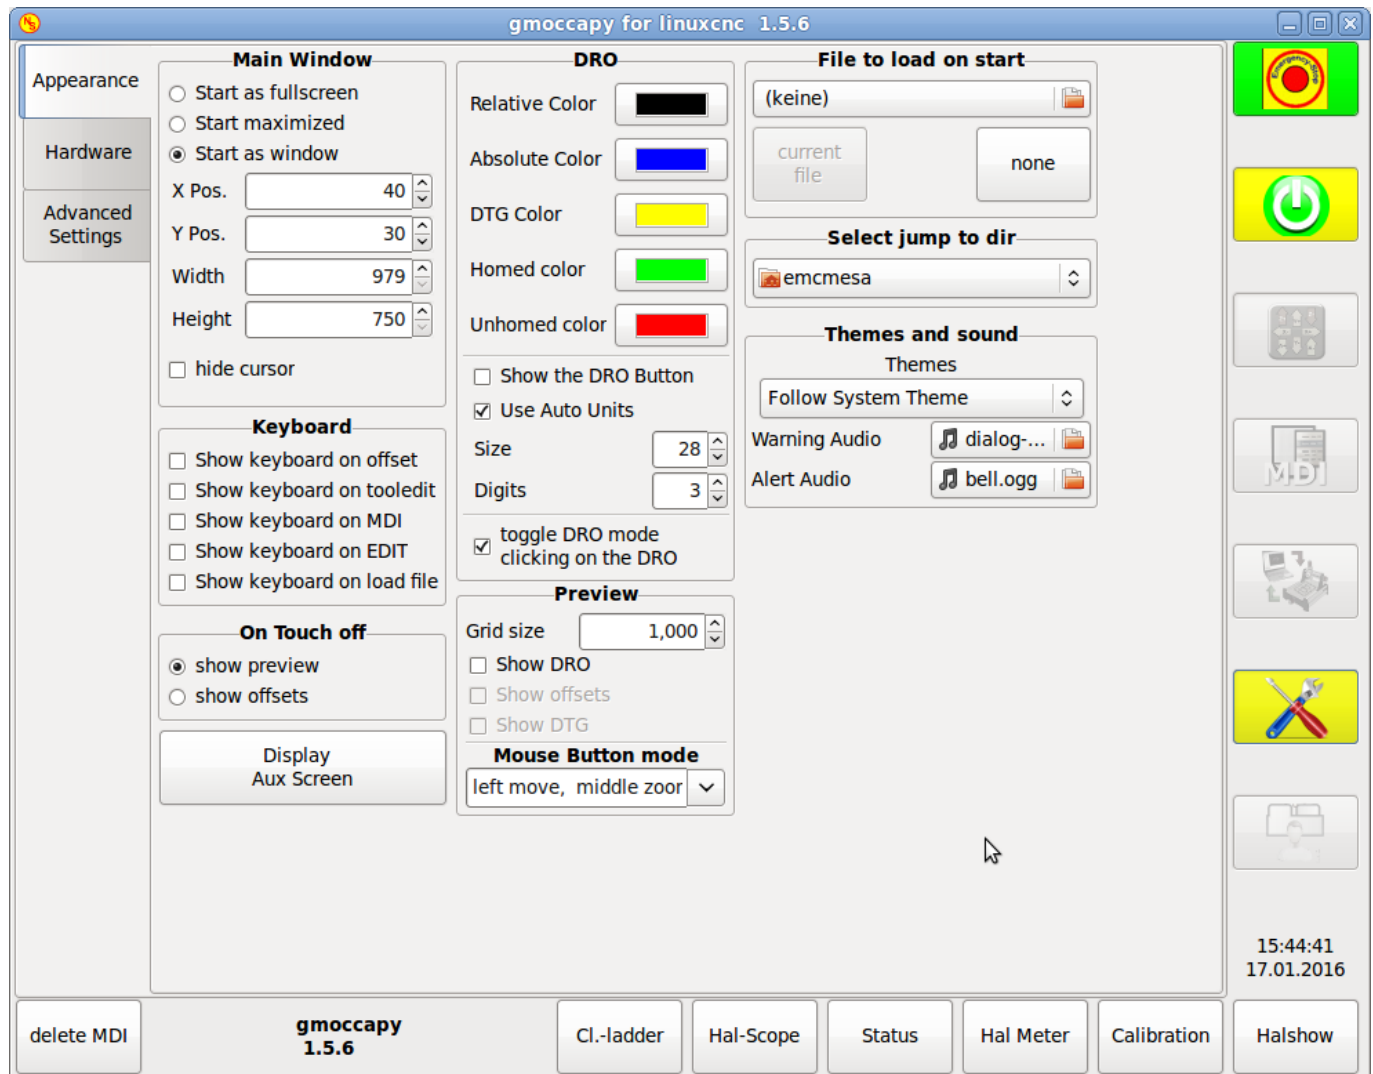 gmoccapy for linuxcnc 1.5.6
Appearance
Hardware
Advanced
Settings
Main Window
Start as fullscreen
Start maximized
Start as window
X Pos.
40
Y Pos.
30
Width
979
Height
750
hide cursor
Keyboard
Show keyboard on offset
Show keyboard on tooledit
Show keyboard on MDI
Show keyboard on EDIT
Show keyboard on load file
On Touch off
show preview
show offsets
Display
Aux Screen
DRO
Relative Color
Absolute Color
DTG Color
Homed color
Unhomed color
Show the DRO Button
Use Auto Units
Size
28
Digits
3
toggle DRO mode
clicking on the DRO
Preview
Grid size
1,000
Show DRO
Show offsets
Show DTG
Mouse Button mode
left move, middle zoor
File to load on start
(keine)
current
file
none
Select jump to dir
emcmesa
Themes and sound
Themes
Follow System Theme
Warning Audio
dialog-...
Alert Audio
bell.ogg
Emergency-Stop
MDI
15:44:41
17.01.2016
delete MDI
gmoccapy
1.5.6
Cl.-ladder
Hal-Scope
Status
Hal Meter
Calibration
Halshow